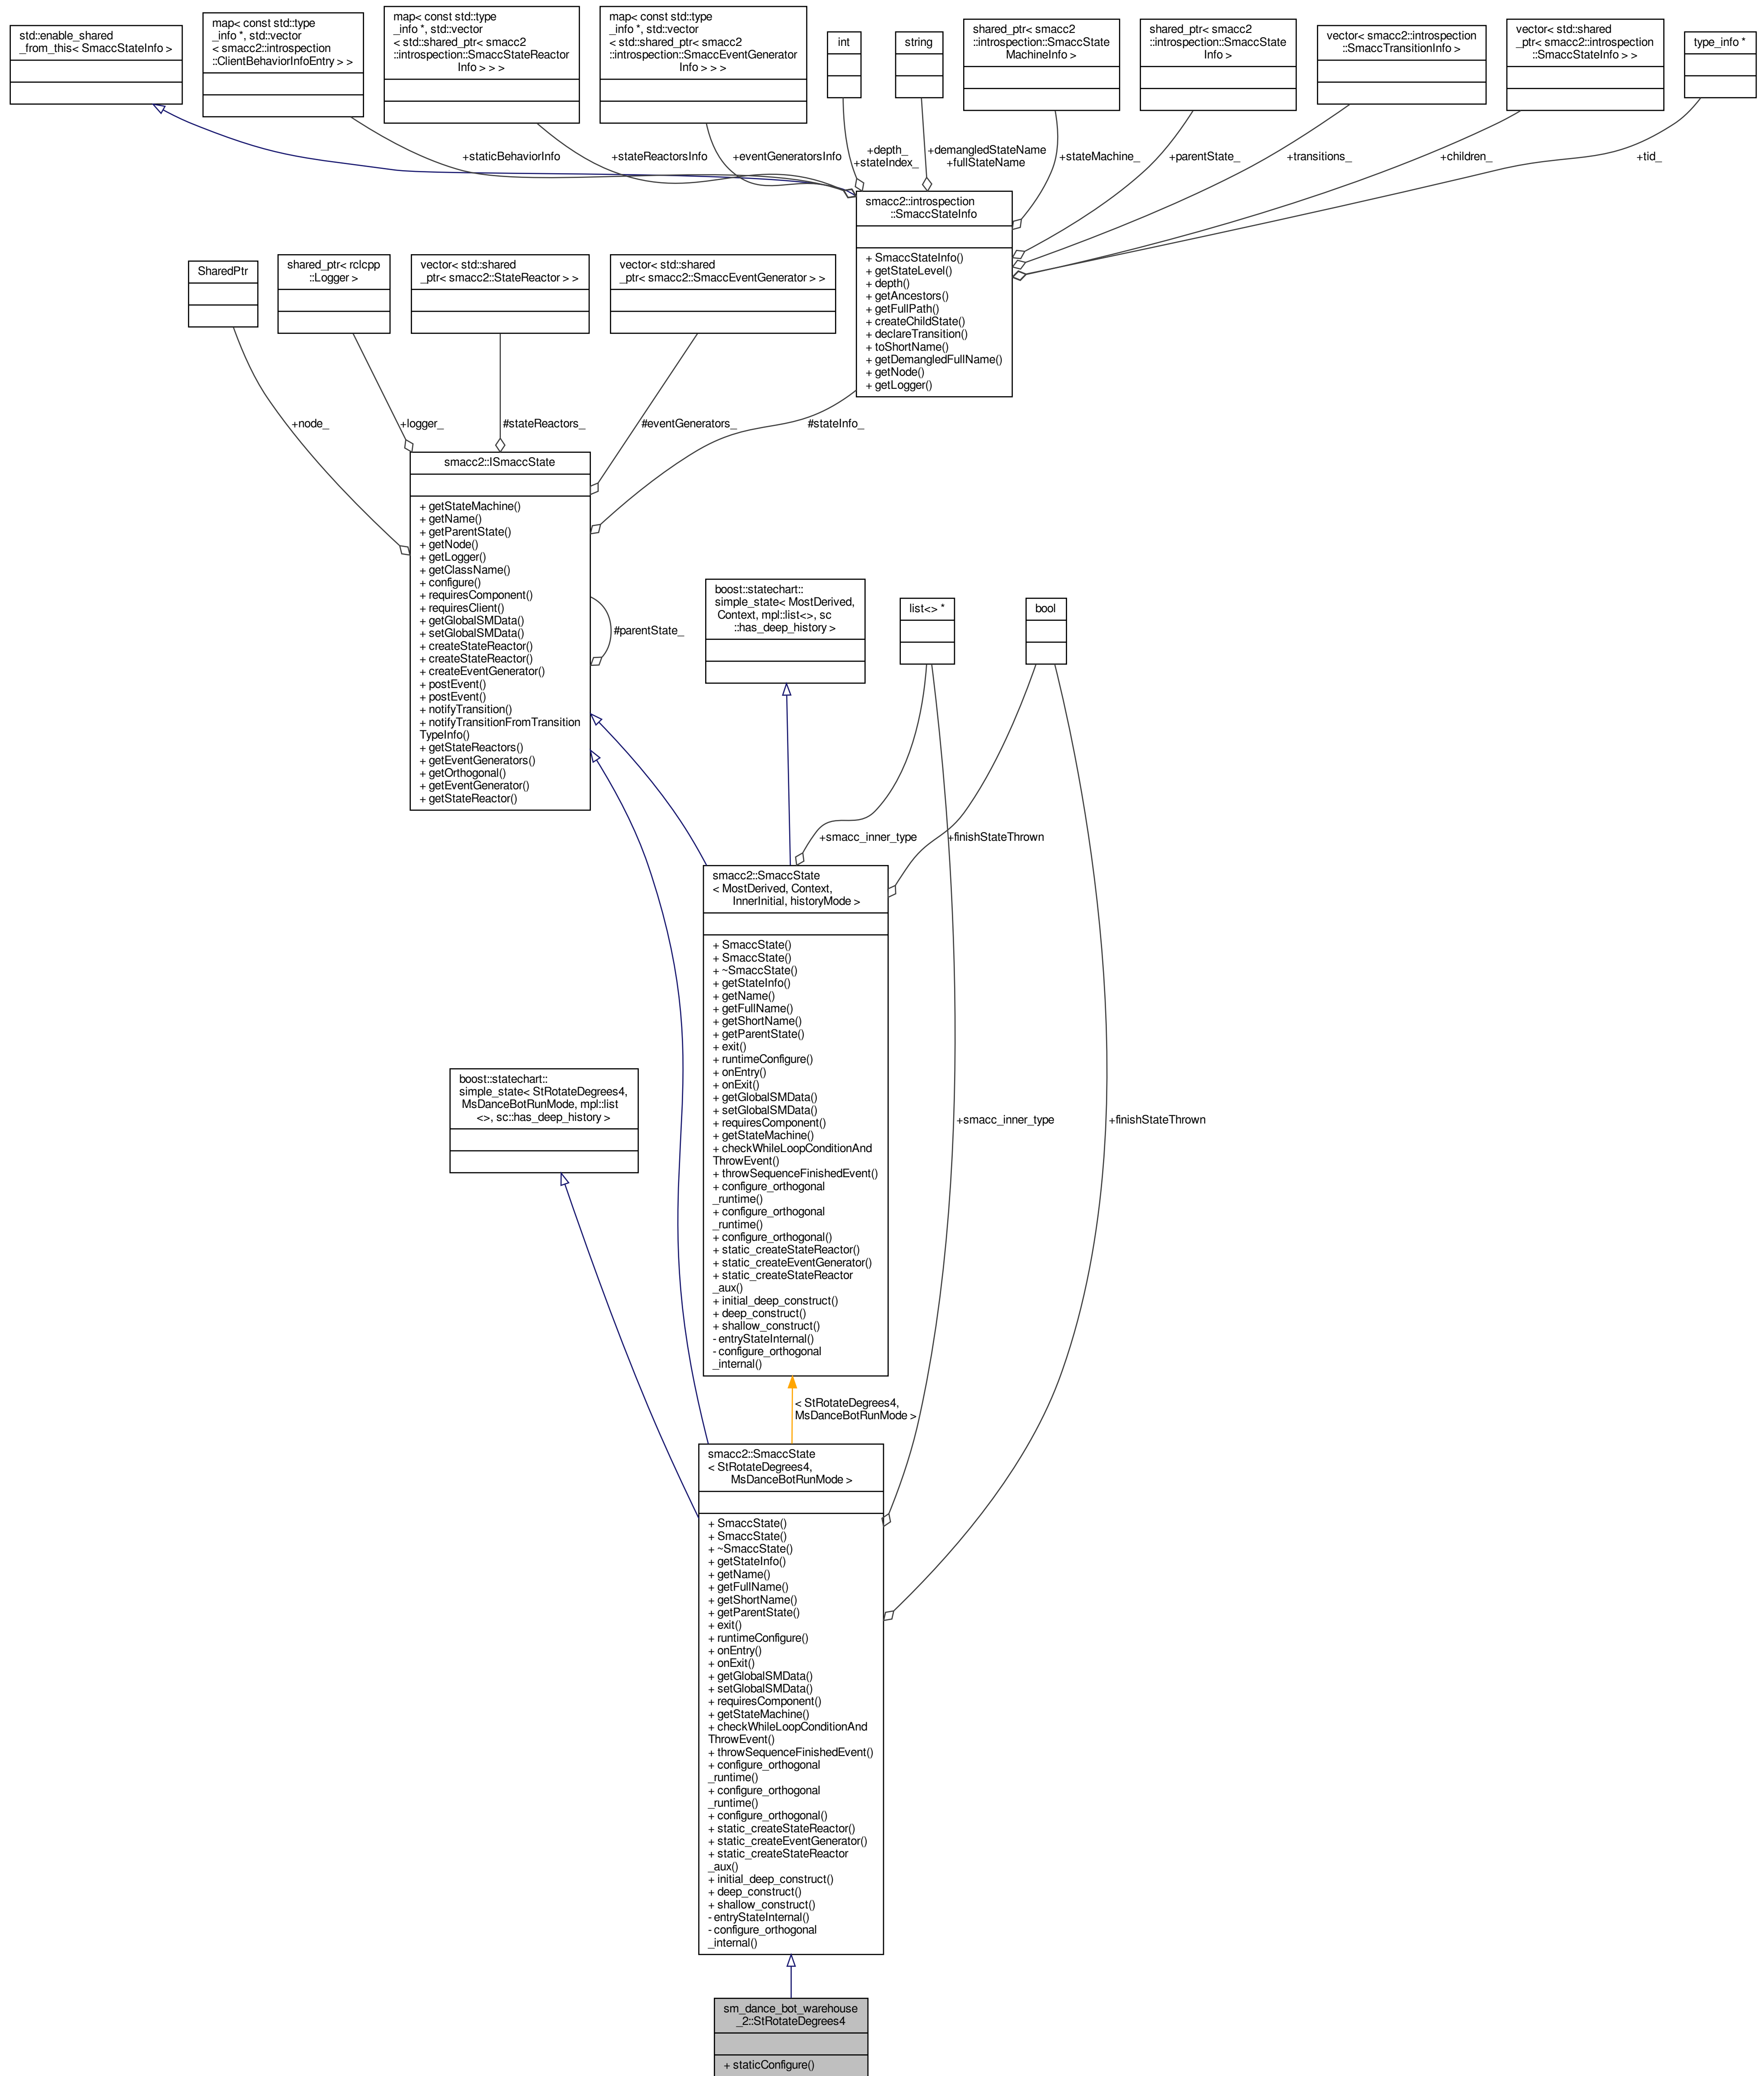 std::enable_shared
_from_this< SmaccStateInfo >
map< const std::type
_info *, std::vector
< smacc2::introspection
::ClientBehaviorInfoEntry > >
map< const std::type
_info *, std::vector
< std::shared_ptr< smacc2
::introspection::SmaccStateReactor
Info > > >
map< const std::type
_info *, std::vector
< std::shared_ptr< smacc2
::introspection::SmaccEventGenerator
Info > > >
int
string
shared_ptr< smacc2
::introspection::SmaccState
MachineInfo >
shared_ptr< smacc2
::introspection::SmaccState
Info >
vector< smacc2::introspection
::SmaccTransitionInfo >
vector< std::shared
_ptr< smacc2::introspection
::SmaccStateInfo > >
type_info *
+staticBehaviorInfo
+stateReactorsInfo
+eventGeneratorsInfo
+depth_
+stateIndex_
+demangledStateName
+fullStateName
+stateMachine_
+parentState_
+transitions_
+children_
+tid_
smacc2::introspection
::SmaccStateInfo
+ SmaccStateInfo()
+ getStateLevel()
+ depth()
+ getAncestors()
+ getFullPath()
+ createChildState()
+ declareTransition()
+ toShortName()
+ getDemangledFullName()
+ getNode()
+ getLogger()
SharedPtr
shared_ptr< rclcpp
::Logger >
vector< std::shared
_ptr< smacc2::StateReactor > >
vector< std::shared
_ptr< smacc2::SmaccEventGenerator > >
+node_
+logger_
#stateReactors_
#eventGenerators_
#stateInfo_
smacc2::ISmaccState
+ getStateMachine()
+ getName()
+ getParentState()
+ getNode()
+ getLogger()
+ getClassName()
+ configure()
+ requiresComponent()
+ requiresClient()
+ getGlobalSMData()
+ setGlobalSMData()
+ createStateReactor()
+ createStateReactor()
+ createEventGenerator()
+ postEvent()
+ postEvent()
+ notifyTransition()
+ notifyTransitionFromTransition
TypeInfo()
+ getStateReactors()
+ getEventGenerators()
+ getOrthogonal()
+ getEventGenerator()
+ getStateReactor()
#parentState_
boost::statechart::
simple_state< MostDerived,
Context, mpl::list<>, sc
::has_deep_history >
list<> *
bool
+smacc_inner_type
+finishStateThrown
smacc2::SmaccState
< MostDerived, Context,
InnerInitial, historyMode >
+ SmaccState()
+ SmaccState()
+ ~SmaccState()
+ getStateInfo()
+ getName()
+ getFullName()
+ getShortName()
+ getParentState()
+ exit()
+ runtimeConfigure()
+ onEntry()
+ onExit()
+ getGlobalSMData()
+ setGlobalSMData()
+ requiresComponent()
+ getStateMachine()
+ checkWhileLoopConditionAnd
ThrowEvent()
+ throwSequenceFinishedEvent()
+ configure_orthogonal
_runtime()
+ configure_orthogonal
_runtime()
+ configure_orthogonal()
+ static_createStateReactor()
+ static_createEventGenerator()
+ static_createStateReactor
_aux()
+ initial_deep_construct()
+ deep_construct()
+ shallow_construct()
- entryStateInternal()
- configure_orthogonal
_internal()
boost::statechart::
simple_state< StRotateDegrees4,
MsDanceBotRunMode, mpl::list
<>, sc::has_deep_history >
+smacc_inner_type
+finishStateThrown
< StRotateDegrees4,
MsDanceBotRunMode >
smacc2::SmaccState
< StRotateDegrees4,
MsDanceBotRunMode >
+ SmaccState()
+ SmaccState()
+ ~SmaccState()
+ getStateInfo()
+ getName()
+ getFullName()
+ getShortName()
+ getParentState()
+ exit()
+ runtimeConfigure()
+ onEntry()
+ onExit()
+ getGlobalSMData()
+ setGlobalSMData()
+ requiresComponent()
+ getStateMachine()
+ checkWhileLoopConditionAnd
ThrowEvent()
+ throwSequenceFinishedEvent()
+ configure_orthogonal
_runtime()
+ configure_orthogonal
_runtime()
+ configure_orthogonal()
+ static_createStateReactor()
+ static_createEventGenerator()
+ static_createStateReactor
_aux()
+ initial_deep_construct()
+ deep_construct()
+ shallow_construct()
- entryStateInternal()
- configure_orthogonal
_internal()
sm_dance_bot_warehouse
_2::StRotateDegrees4
+ staticConfigure()